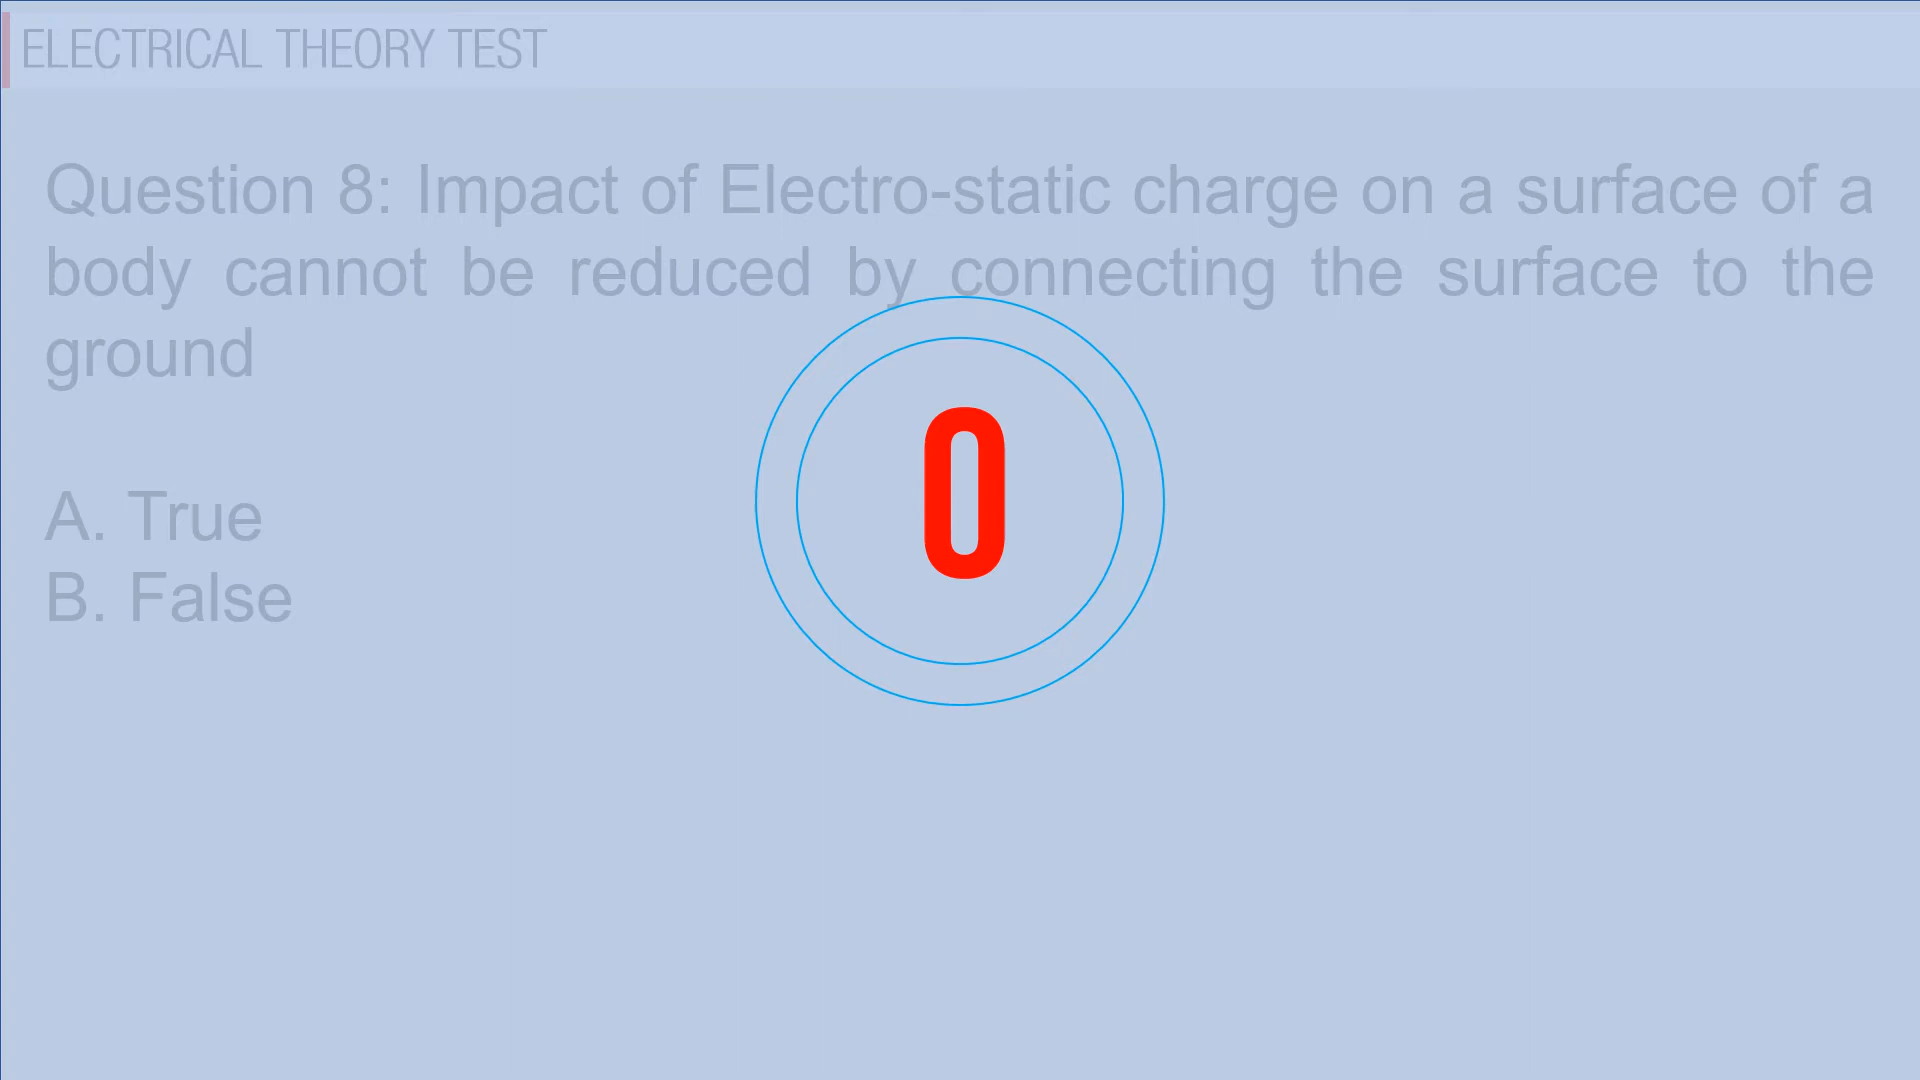 ELECTRICAL THEORY TEST
Question 8: Impact of Electro-static charge on a surface of a
body cannot be reduced by connecting the surface to the
ground
0
A. True
B. False